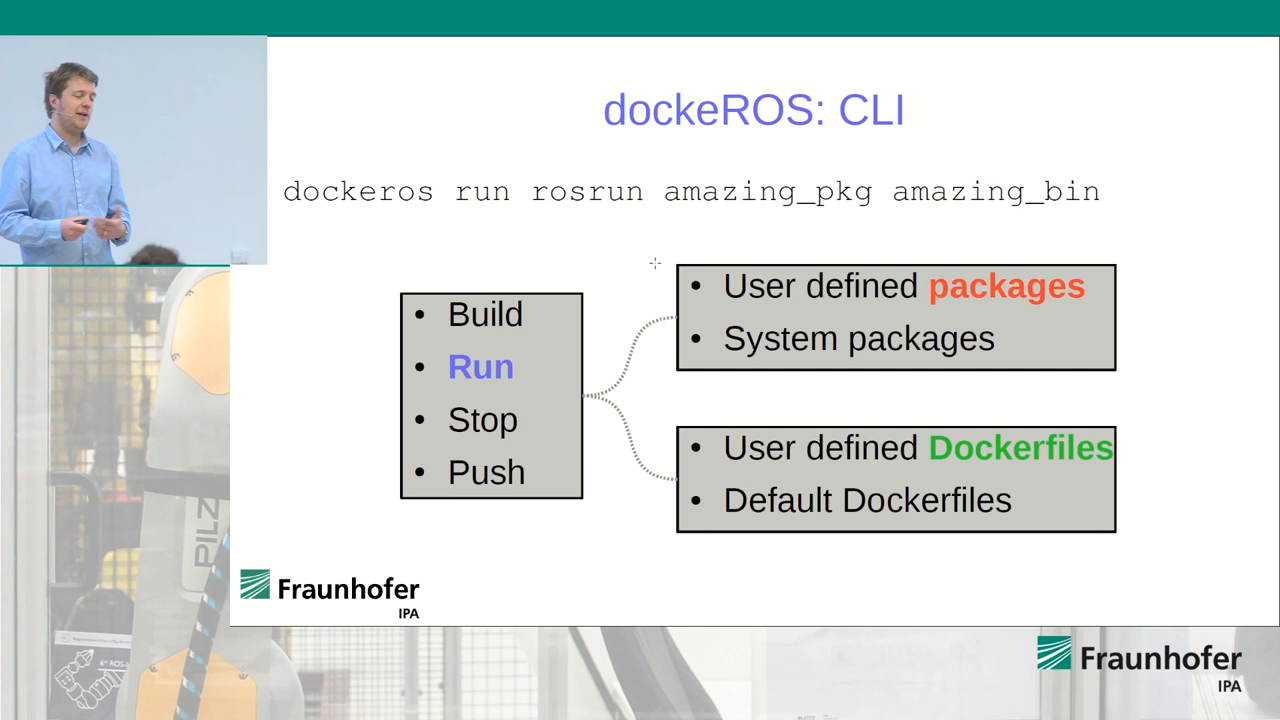 dockeROS: CLI
dockeros run rosrun amazing_pkg amazing_bin
• Build
• Run
• Stop
• Push
• User defined packages
• System packages
• User defined Dockerfiles
• Default Dockerfiles
Fraunhofer
IPA
PILZ
Fraunhofer
IPA